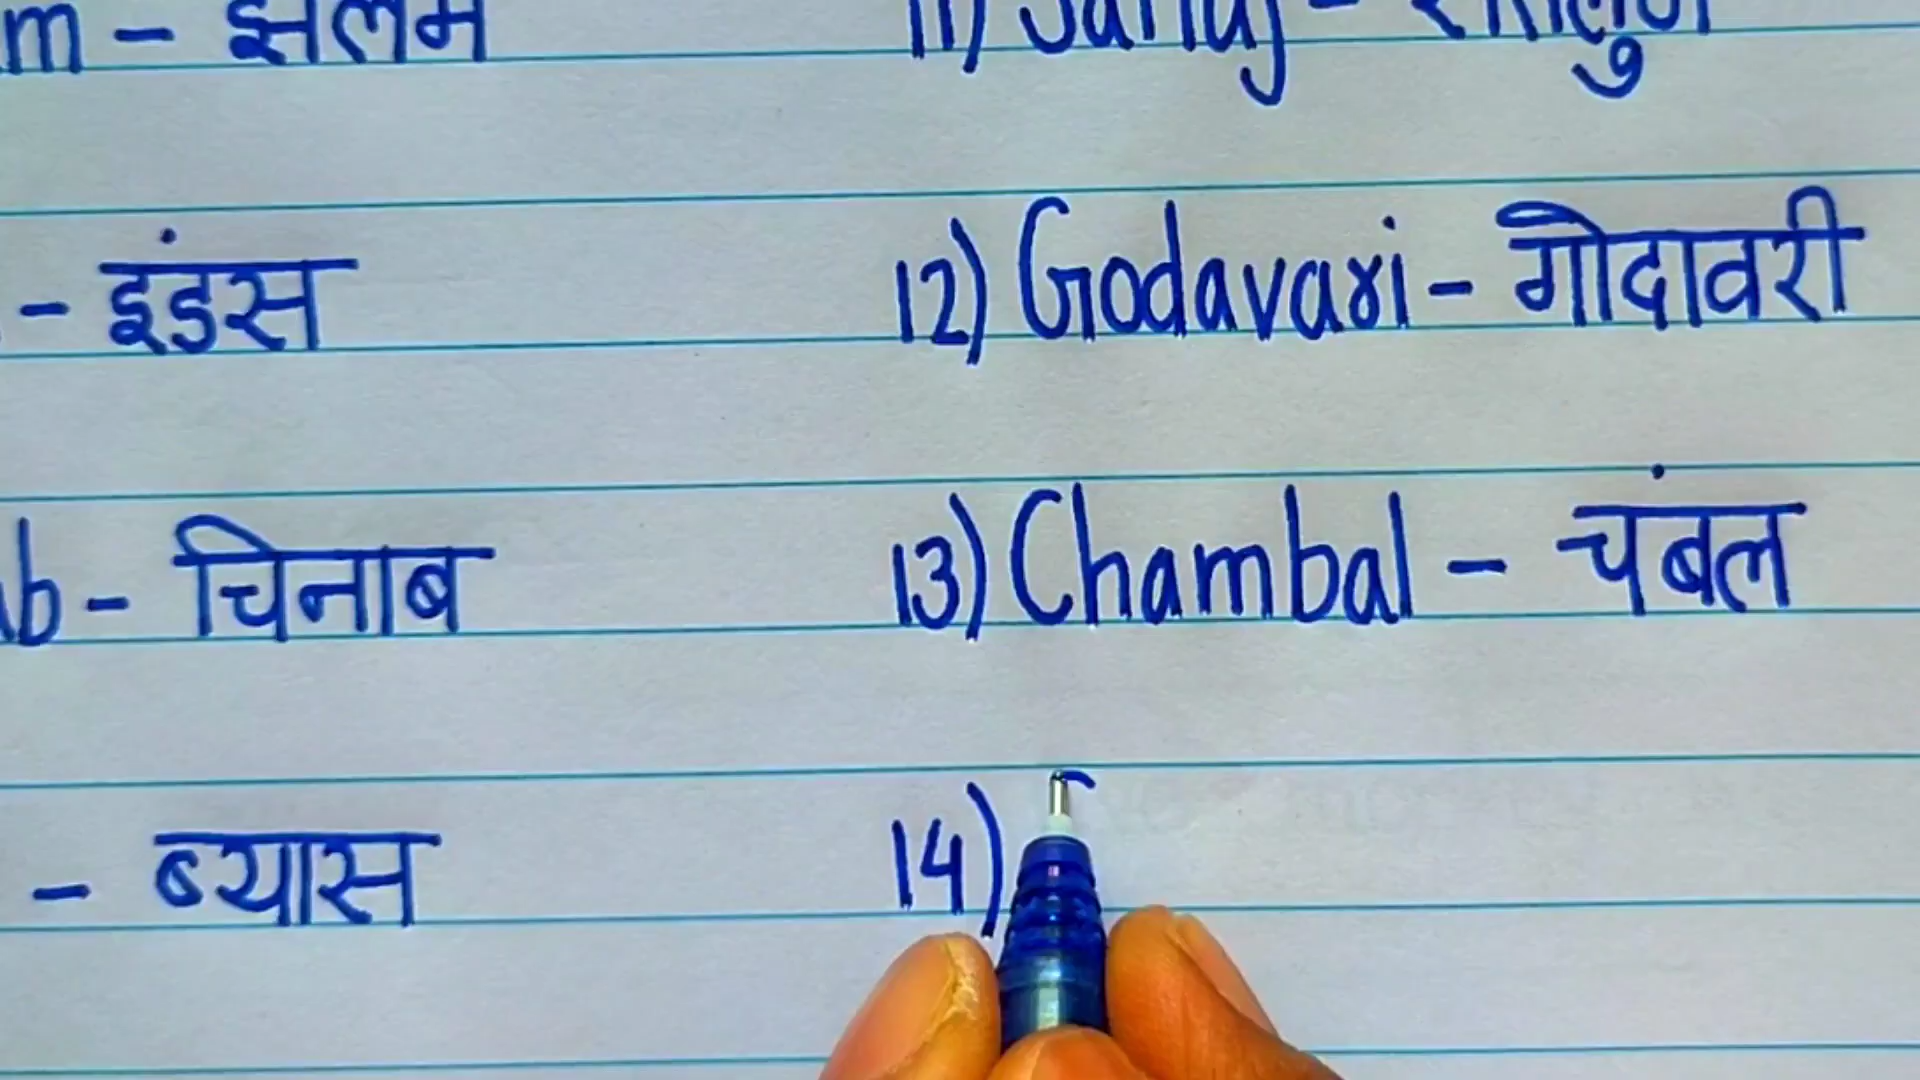 - झेलम
11) Satluj - सतलुज
- इंडस
12) Godavari - गोदावरी
- चिनाब
13) Chambal - चंबल
- ब्यास
14)